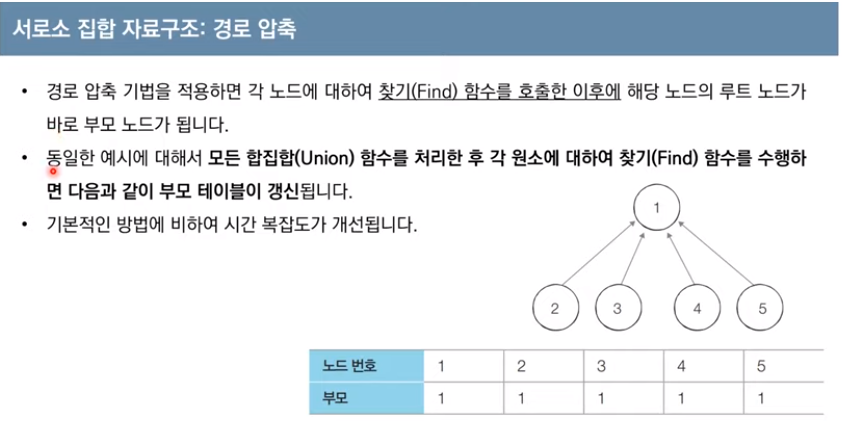 서로소 집합 자료구조: 경로 압축
• 경로 압축 기법을 적용하면 각 노드에 대하여 찾기(Find) 함수를 호출한 이후에 해당 노드의 루트 노드가
바로 부모 노드가 됩니다.
• 동일한 예시에 대해서 모든 합집합(Union) 함수를 처리한 후 각 원소에 대하여 찾기(Find) 함수를 수행하
면 다음과 같이 부모 테이블이 갱신됩니다.
• 기본적인 방법에 비하여 시간 복잡도가 개선됩니다.
1
2 3 4 5
노드 번호 1 2 3 4 5
부모 1 1 1 1 1